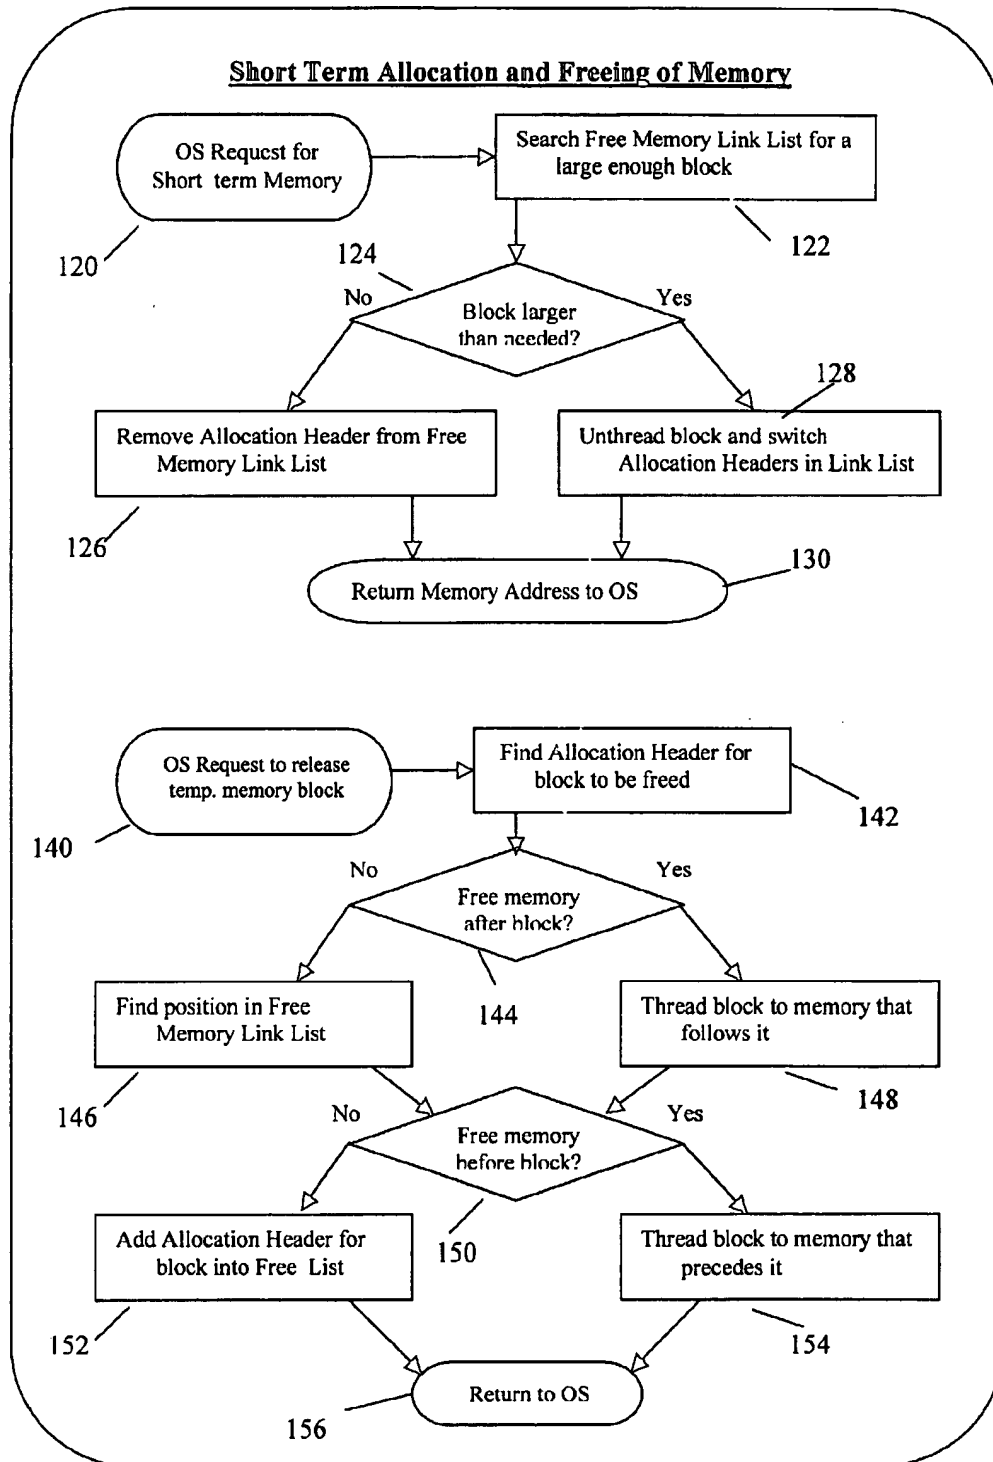 Short Term Allocation and Freeing of Memory
OS Request for
Short term Memory
Search Free Memory Link List for a
large enough block
120
122
124
No
Yes
Block larger
than needed?
128
Remove Allocation Header from Free
Memory Link List
Unthread block and switch
Allocation Headers in Link List
126
130
Return Memory Address to OS
OS Request to release
temp. memory block
Find Allocation Header for
block to be freed
140
142
No
Yes
Free memory
after block?
144
Find position in Free
Memory Link List
Thread block to memory that
follows it
146
148
No
Yes
Free memory
before block?
150
Add Allocation Header for
block into Free List
Thread block to memory that
precedes it
152
154
Return to OS
156